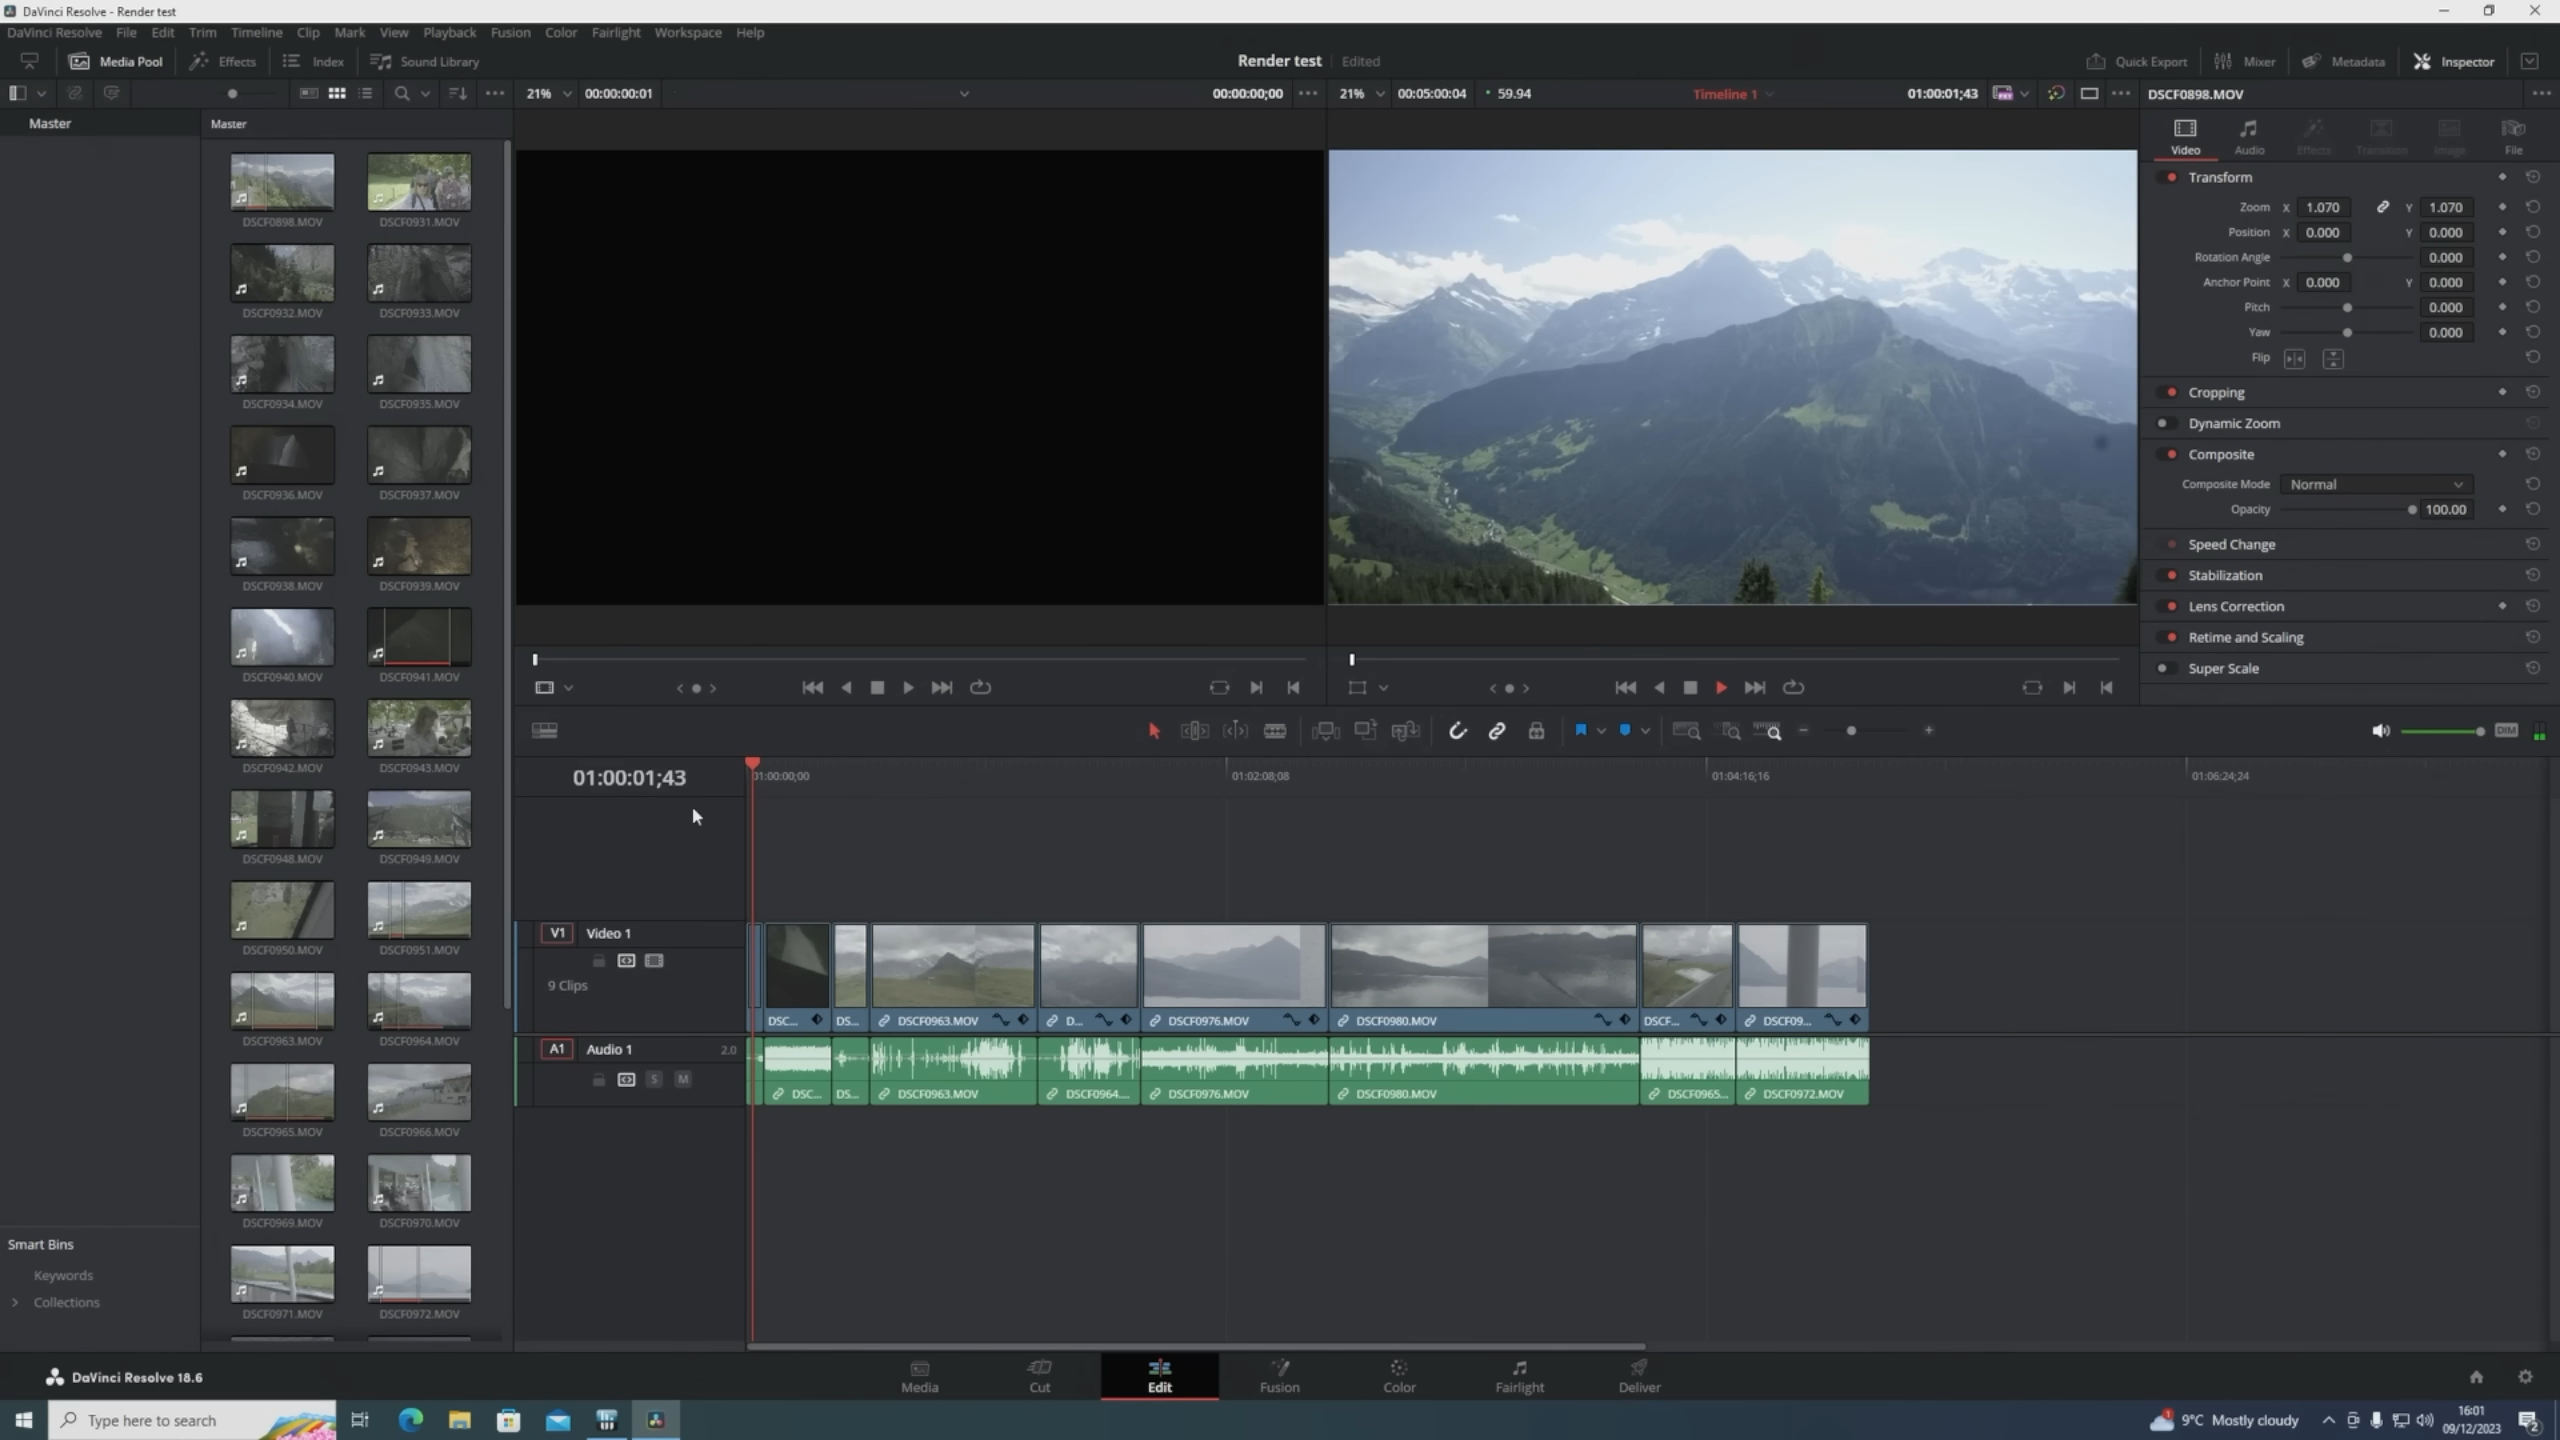 DaVinci Resolve - Render test
DaVinci Resolve File Edit Trim Timeline Clip Mark View Playback Fusion Color Fairlight Workspace Help
Media Pool Effects Index Sound Library Render test Edited Quick Export Mixer Metadata Inspector
21% 00:00:00:01 00:00:00;00 21% 00:05:00:04 59.94 Timeline 1 01:00:01;43 DSCF0898.MOV
Master Master
Video Audio Effects Transition Image File
DSCF0898.MOV DSCF0931.MOV
DSCF0932.MOV DSCF0933.MOV
DSCF0934.MOV DSCF0935.MOV
DSCF0936.MOV DSCF0937.MOV
DSCF0938.MOV DSCF0939.MOV
DSCF0940.MOV DSCF0941.MOV
DSCF0942.MOV DSCF0943.MOV
DSCF0948.MOV DSCF0949.MOV
DSCF0950.MOV DSCF0951.MOV
DSCF0963.MOV DSCF0964.MOV
DSCF0965.MOV DSCF0966.MOV
DSCF0969.MOV DSCF0970.MOV
DSCF0971.MOV DSCF0972.MOV
Transform
Zoom X 1.070 Y 1.070
Position X 0.000 Y 0.000
Rotation Angle 0.000
Anchor Point X 0.000 Y 0.000
Pitch 0.000
Yaw 0.000
Flip
Cropping
Dynamic Zoom
Composite
Composite Mode Normal
Opacity 100.00
Speed Change
Stabilization
Lens Correction
Retime and Scaling
Super Scale
DIM
01:00:01;43 01:00:00;00 01:02:08;08 01:04:16;16 01:06:24;24
V1 Video 1
9 Clips
DSC... DS... DSCF0963.MOV D... DSCF0976.MOV DSCF0980.MOV DSCF... DSCF09...
A1 Audio 1 2.0
S M
DSC... DS... DSCF0963.MOV DSCF0964.... DSCF0976.MOV DSCF0980.MOV DSCF0965... DSCF0972.MOV
Smart Bins
Keywords
Collections
DaVinci Resolve 18.6
Media Cut Edit Fusion Color Fairlight Deliver
Type here to search
1 9°C Mostly cloudy
16:01
09/12/2023
2